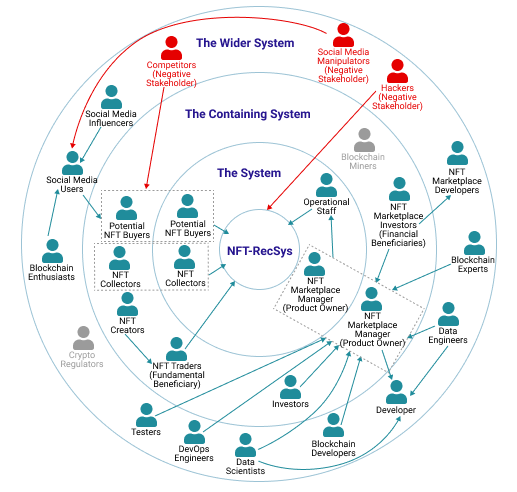 The Wider System
Social Media
Manipulators
(Negative
Stakeholder)
Competitors
(Negative
Stakeholder)
Hackers
(Negative
Stakeholder)
Social Media
Influencers
The Containing System
Blockchain
Miners
The System
NFT
Marketplace
Developers
Social Media
Users
Operational
Staff
NFT
Marketplace
Investors
(Financial
Beneficiaries)
Potential
NFT Buyers
Potential
NFT Buyers
NFT-RecSys
Blockchain
Enthusiasts
NFT
Collectors
NFT
Collectors
Blockchain
Experts
NFT
Marketplace
Manager
(Product Owner)
NFT
Creators
NFT
Marketplace
Manager
(Product Owner)
Data
Engineers
Crypto
Regulators
NFT Traders
(Fundamental
Beneficiary)
Investors
Developer
Testers
DevOps
Engineers
Blockchain
Developers
Data
Scientists